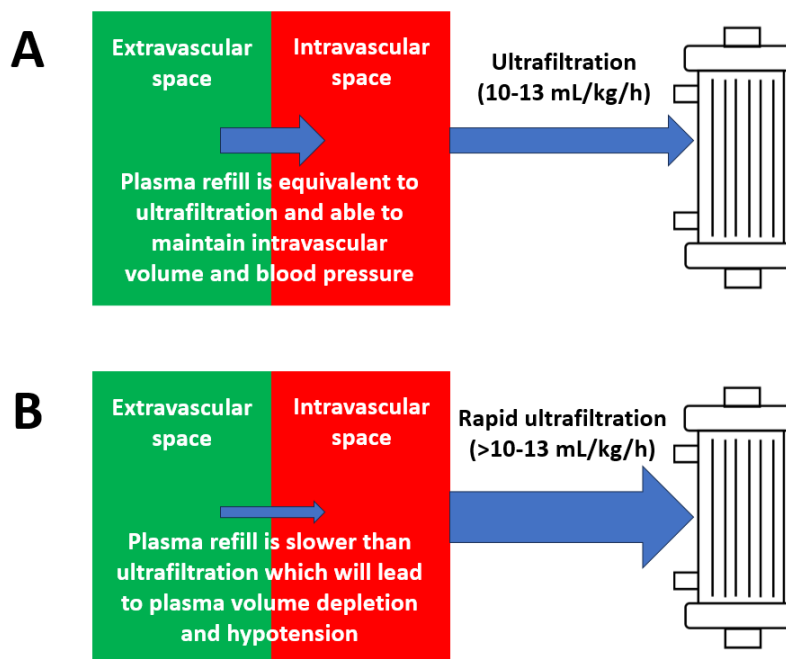 A
Extravascular
space
Intravascular
space
Ultrafiltration
(10-13 mL/kg/h)
Plasma refill is equivalent to
ultrafiltration and able to
maintain intravascular
volume and blood pressure
B
Extravascular
space
Intravascular
space
Rapid ultrafiltration
(>10-13 mL/kg/h)
Plasma refill is slower than
ultrafiltration which will lead
to plasma volume depletion
and hypotension